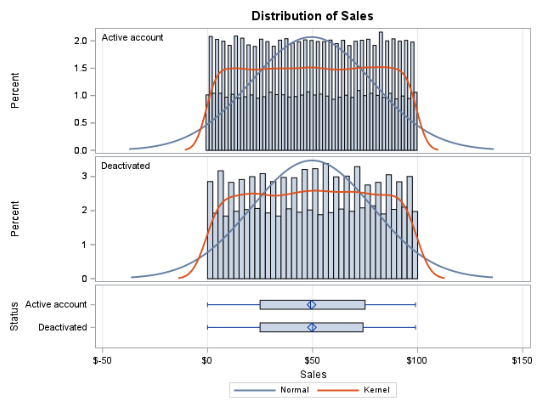 Distribution of Sales
Active account
Percent
2.0
1.5
1.0
0.5
0.0
Deactivated
Percent
3
2
1
0
Status
Active account
Deactivated
$-50
$0
$50
$100
$150
Sales
Normal
Kernel